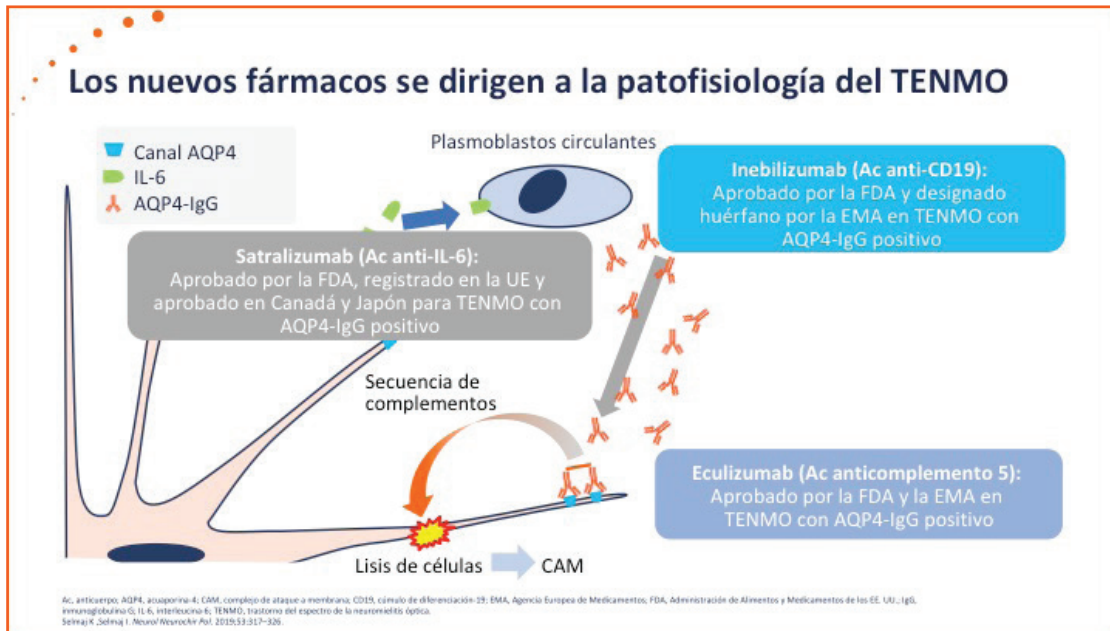 Los nuevos fármacos se dirigen a la patofisiología del TENMO
Canal AQP4
IL-6
AQP4-IgG
Plasmoblastos circulantes
Inebilizumab (Ac anti-CD19):
Aprobado por la FDA y designado
huérfano por la EMA en TENMO con
AQP4-IgG positivo
Satralizumab (Ac anti-IL-6):
Aprobado por la FDA, registrado en la UE y
aprobado en Canadá y Japón para TENMO con
AQP4-IgG positivo
Secuencia de
complementos
Eculizumab (Ac anticomplemento 5):
Aprobado por la FDA y la EMA en
TENMO con AQP4-IgG positivo
Lisis de células
CAM
Ac, anticuerpo; AQP4, acuaporina-4; CAM, complejo de ataque a membrana; CD19, cúmulo de diferenciación-19; EMA, Agencia Europea de Medicamentos; FDA, Administración de Alimentos y Medicamentos de los EE. UU.; IgG,
inmunoglobulina G; IL-6, interleucina-6; TENMO, trastorno del espectro de la neuromielitis óptica.
Selmaj K, Selmaj I. Neurol Neurochir Pol. 2019;53:317–326.